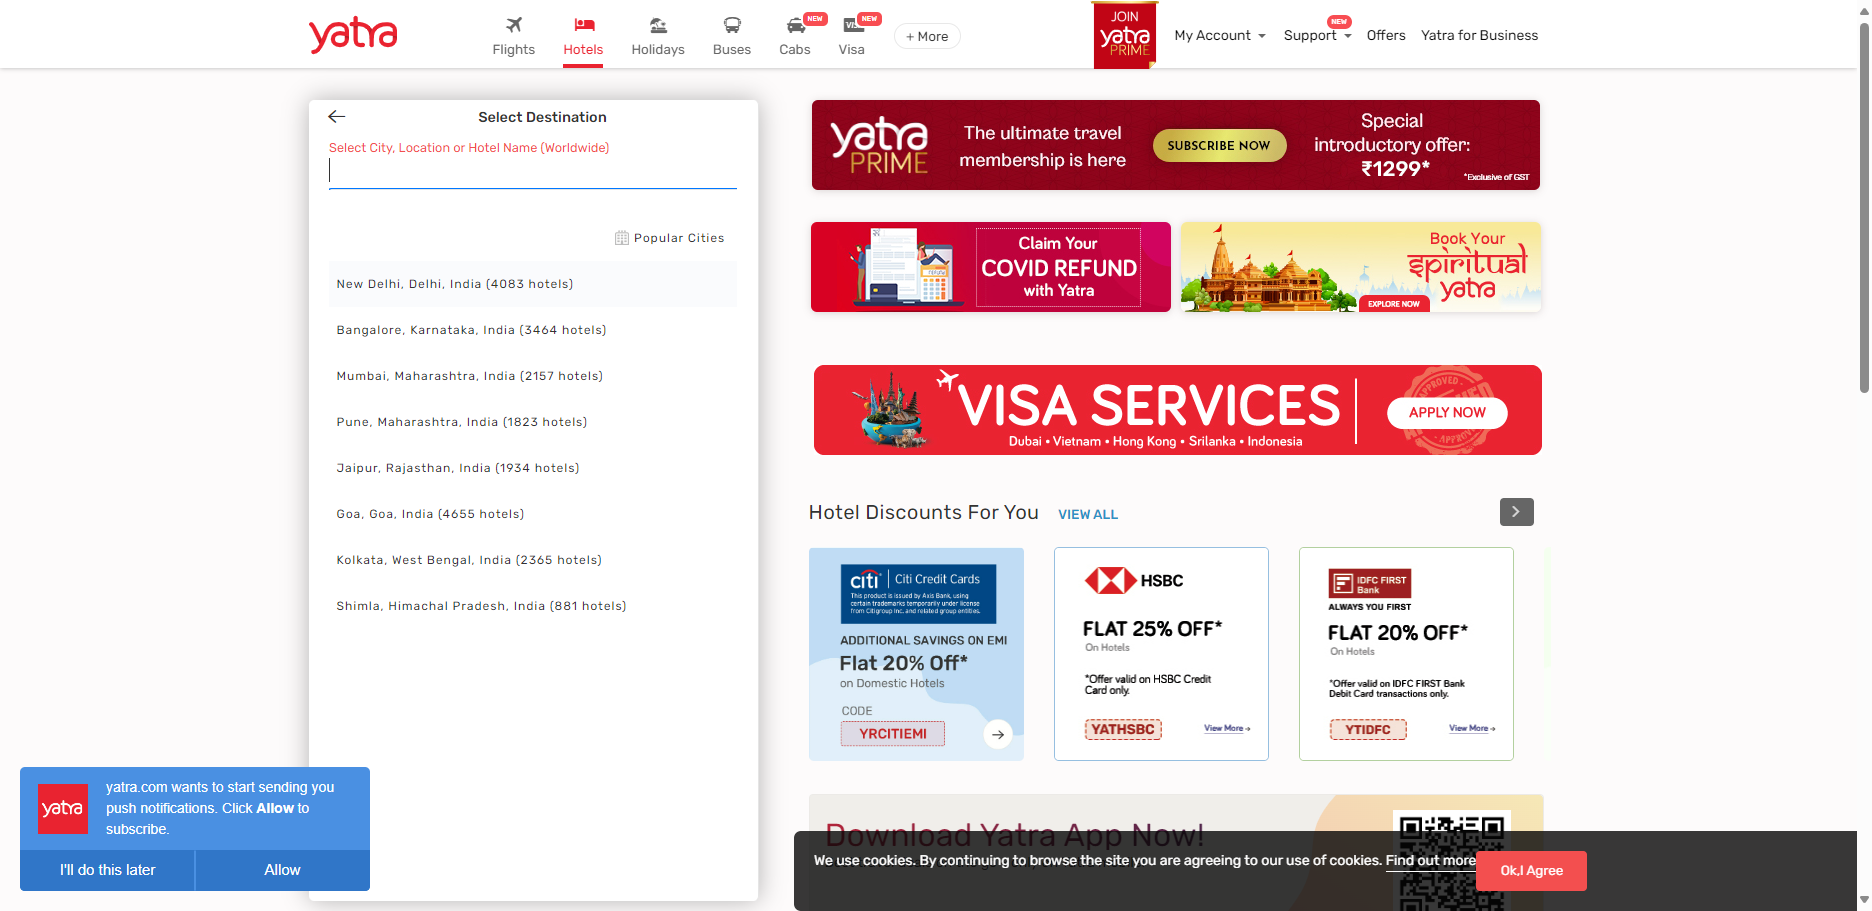 yatra
Flights
Hotels
Holidays
Buses
NEW
Cabs
NEW
Visa
+ More
JOIN
yatra
PRIME
My Account
NEW
Support
Offers
Yatra for Business
Select Destination
Select City, Location or Hotel Name (Worldwide)
Popular Cities
New Delhi, Delhi, India (4083 hotels)
Bangalore, Karnataka, India (3464 hotels)
Mumbai, Maharashtra, India (2157 hotels)
Pune, Maharashtra, India (1823 hotels)
Jaipur, Rajasthan, India (1934 hotels)
Goa, Goa, India (4655 hotels)
Kolkata, West Bengal, India (2365 hotels)
Shimla, Himachal Pradesh, India (881 hotels)
yatra
PRIME
The ultimate travel
membership is here
SUBSCRIBE NOW
Special
introductory offer:
₹1299*
*Exclusive of GST
Claim Your
COVID REFUND
with Yatra
Book Your
Spiritual
yatra
EXPLORE NOW
VISA SERVICES
Dubai • Vietnam • Hong Kong • Srilanka • Indonesia
APPLY NOW
Hotel Discounts For You
VIEW ALL
citi
Citi Credit Cards
This product is issued by Axis Bank, using
certain trademarks temporarily under license
from Citigroup Inc. and related group entities.
ADDITIONAL SAVINGS ON EMI
Flat 20% Off*
on Domestic Hotels
CODE
YRCITIEMI
HSBC
FLAT 25% OFF*
On Hotels
*Offer valid on HSBC Credit
Card only.
YATHSBC
View More
IDFC FIRST
Bank
ALWAYS YOU FIRST
FLAT 20% OFF*
On Hotels
*Offer valid on IDFC FIRST Bank
Debit Card transactions only.
YTIDFC
View More
Download Yatra App Now!
We use cookies. By continuing to browse the site you are agreeing to our use of cookies. Find out more
Ok,I Agree
yatra
yatra.com wants to start sending you
push notifications. Click Allow to
subscribe.
I'll do this later
Allow